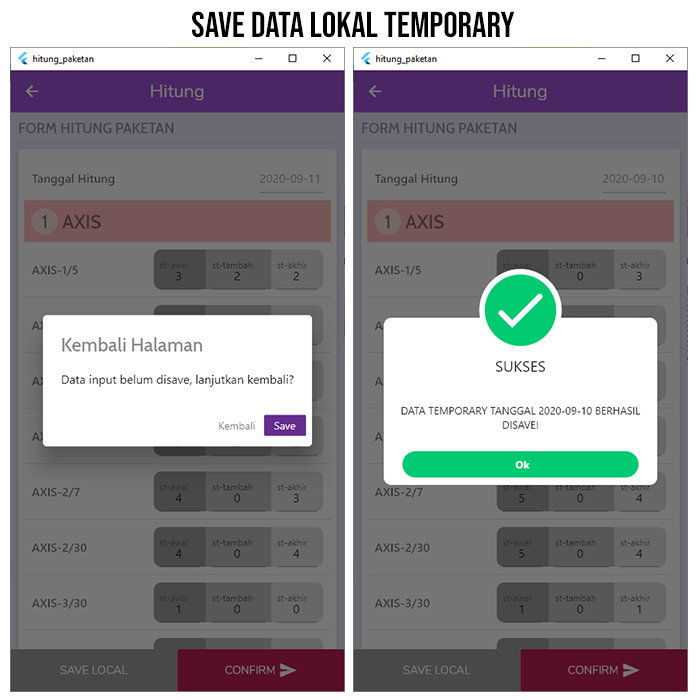 SAVE DATA LOKAL TEMPORARY
hitung_paketan
Hitung
FORM HITUNG PAKETAN
Tanggal Hitung 2020-09-11
1 AXIS
AXIS-1/5
st-awal st-tambah st-akhir
3 2 2
AX
Kembali Halaman
Data input belum disave, lanjutkan kembali?
Kembali Save
AXIS-2/7
st-awal st-tambah st-akhir
4 0 3
AXIS-2/30
st-awal st-tambah st-akhir
4 0 4
AXIS-3/30
st-awal st-tambah st-akhir
1 0 0
SAVE LOCAL CONFIRM
hitung_paketan
Hitung
FORM HITUNG PAKETAN
Tanggal Hitung 2020-09-10
1 AXIS
AXIS-1/5
st-tambah st-akhir
0 3
SUKSES
DATA TEMPORARY TANGGAL 2020-09-10 BERHASIL
DISAVE!
Ok
AXIS-2/7
st-awal st-tambah st-akhir
5 0 4
AXIS-2/30
st-awal st-tambah st-akhir
5 0 4
AXIS-3/30
st-awal st-tambah st-akhir
1 0 1
SAVE LOCAL CONFIRM